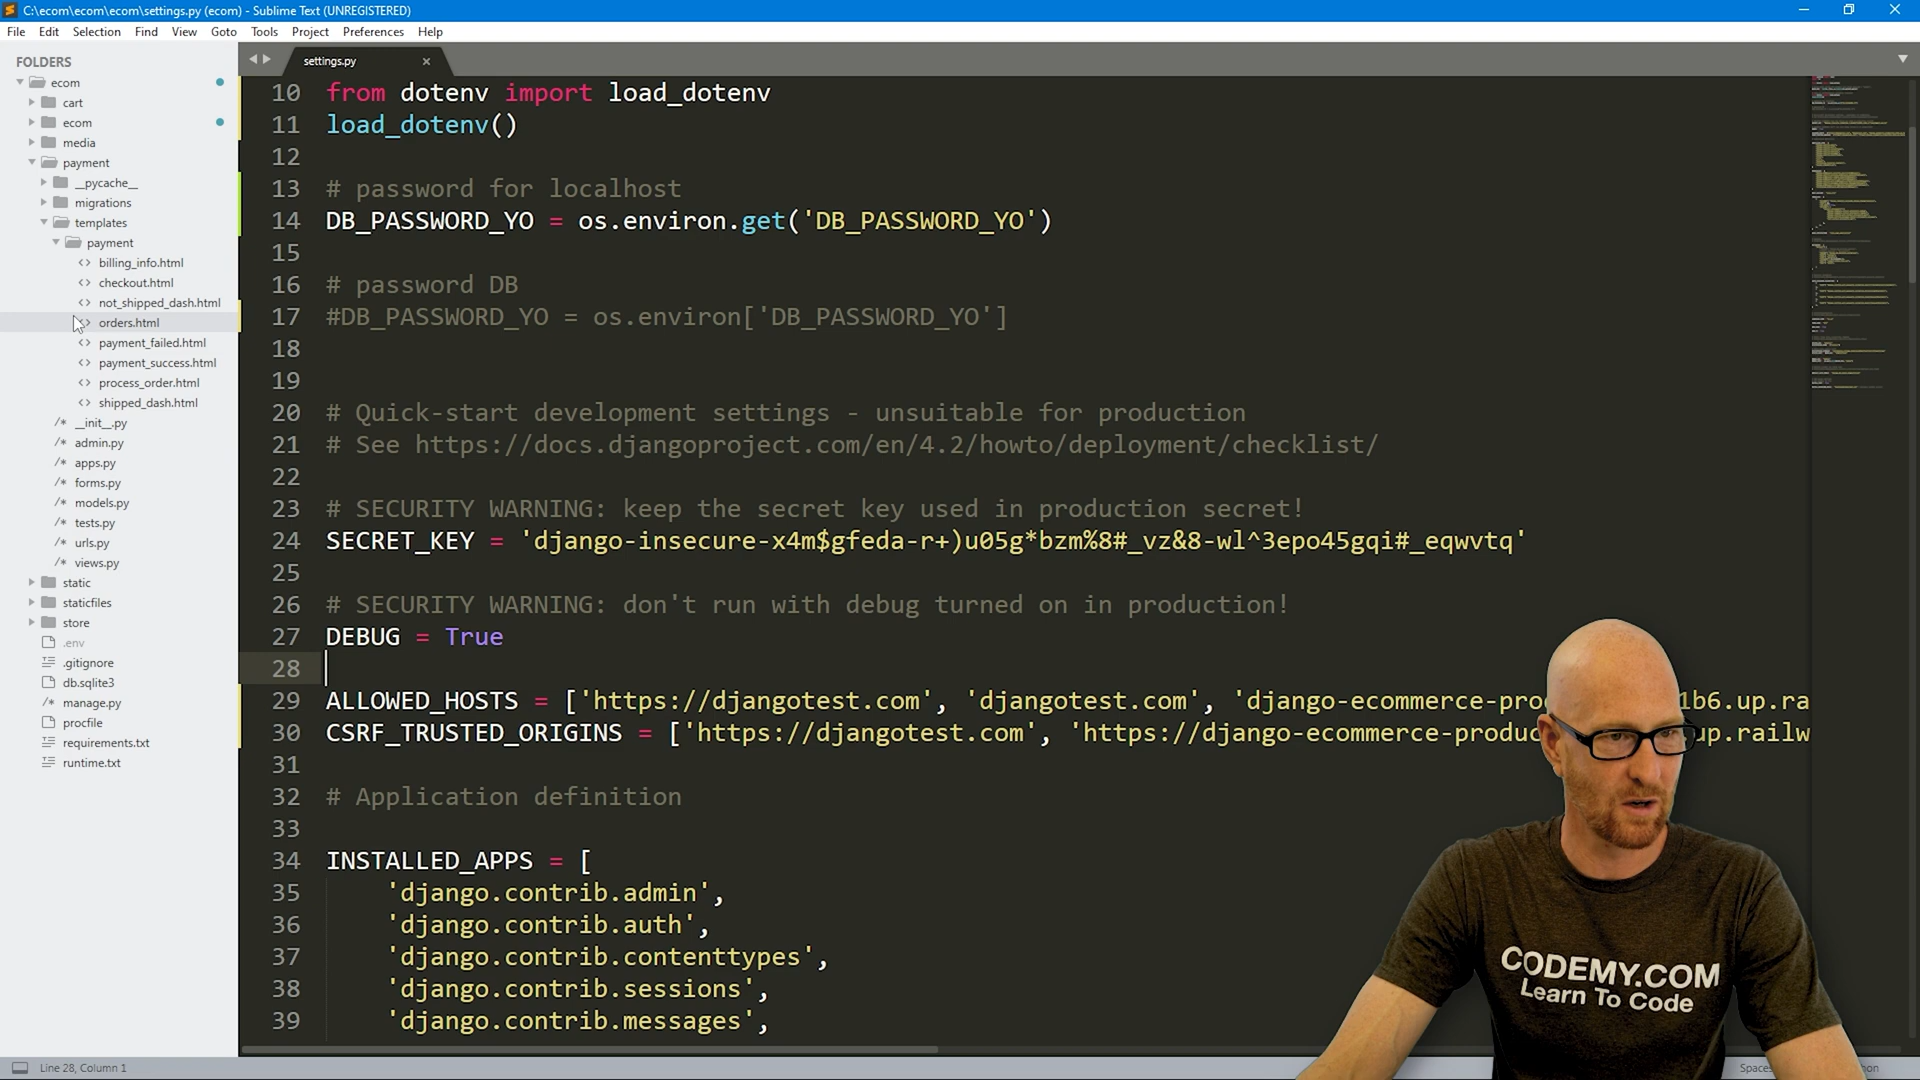 C:\ecom\ecom\ecom\settings.py (ecom) - Sublime Text (UNREGISTERED)
File Edit Selection Find View Goto Tools Project Preferences Help
FOLDERS
ecom
cart
ecom
media
payment
__pycache__
migrations
templates
payment
<> billing_info.html
<> checkout.html
<> not_shipped_dash.html
<> orders.html
<> payment_failed.html
<> payment_success.html
<> process_order.html
<> shipped_dash.html
/* __init__.py
/* admin.py
/* apps.py
/* forms.py
/* models.py
/* tests.py
/* urls.py
/* views.py
static
staticfiles
store
.env
.gitignore
db.sqlite3
/* manage.py
procfile
requirements.txt
runtime.txt
settings.py
10 from dotenv import load_dotenv
11 load_dotenv()
12
13 # password for localhost
14 DB_PASSWORD_YO = os.environ.get('DB_PASSWORD_YO')
15
16 # password DB
17 #DB_PASSWORD_YO = os.environ['DB_PASSWORD_YO']
18
19
20 # Quick-start development settings - unsuitable for production
21 # See https://docs.djangoproject.com/en/4.2/howto/deployment/checklist/
22
23 # SECURITY WARNING: keep the secret key used in production secret!
24 SECRET_KEY = 'django-insecure-x4m$gfeda-r+)u05g*bzm%8#_vz&8-wl^3epo45gqi#_eqwvtq'
25
26 # SECURITY WARNING: don't run with debug turned on in production!
27 DEBUG = True
28
29 ALLOWED_HOSTS = ['https://djangotest.com', 'djangotest.com', 'django-ecommerce-pro 1b6.up.ra
30 CSRF_TRUSTED_ORIGINS = ['https://djangotest.com', 'https://django-ecommerce-produc up.railw
31
32 # Application definition
33
34 INSTALLED_APPS = [
35 'django.contrib.admin',
36 'django.contrib.auth',
37 'django.contrib.contenttypes',
38 'django.contrib.sessions',
39 'django.contrib.messages',
CODEMY.COM
Learn To Code
Line 28, Column 1
Spaces